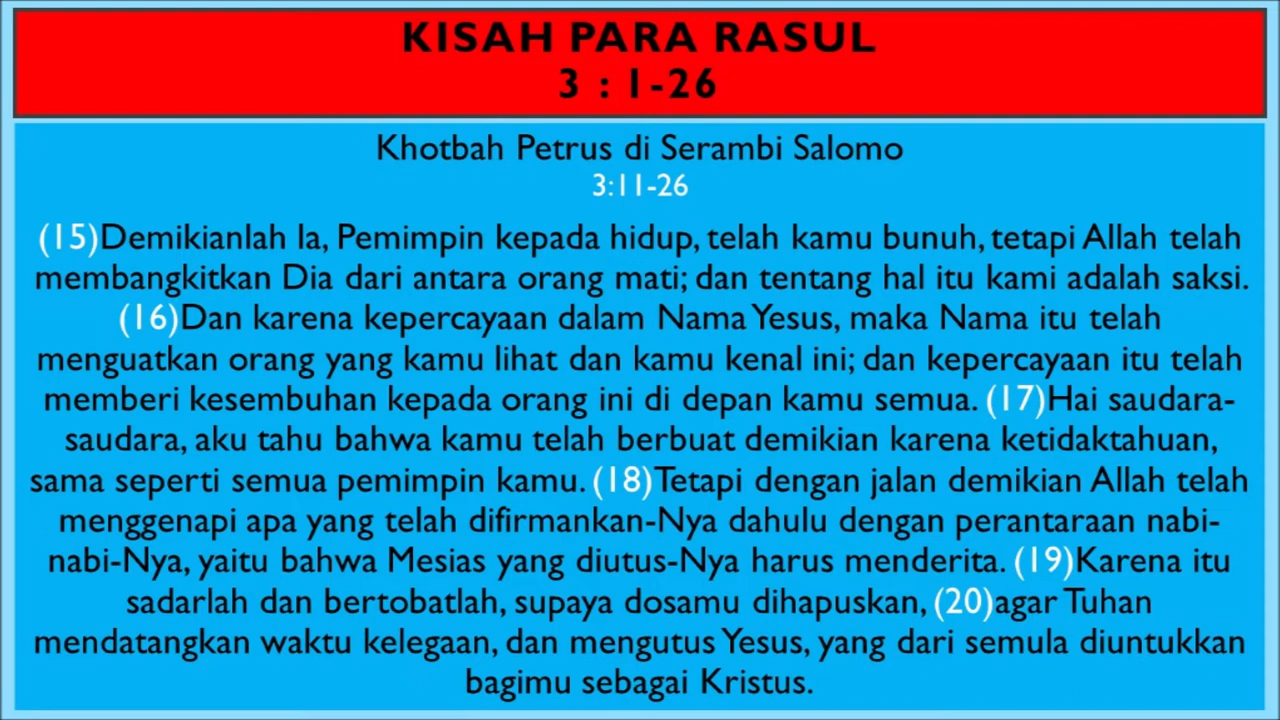 KISAH PARA RASUL
3 : 1-26
Khotbah Petrus di Serambi Salomo
3:11-26
(15)Demikianlah Ia, Pemimpin kepada hidup, telah kamu bunuh, tetapi Allah telah
membangkitkan Dia dari antara orang mati; dan tentang hal itu kami adalah saksi.
(16)Dan karena kepercayaan dalam Nama Yesus, maka Nama itu telah
menguatkan orang yang kamu lihat dan kamu kenal ini; dan kepercayaan itu telah
memberi kesembuhan kepada orang ini di depan kamu semua. (17)Hai saudara-
saudara, aku tahu bahwa kamu telah berbuat demikian karena ketidaktahuan,
sama seperti semua pemimpin kamu. (18)Tetapi dengan jalan demikian Allah telah
menggenapi apa yang telah difirmankan-Nya dahulu dengan perantaraan nabi-
nabi-Nya, yaitu bahwa Mesias yang diutus-Nya harus menderita. (19)Karena itu
sadarlah dan bertobatlah, supaya dosamu dihapuskan, (20)agar Tuhan
mendatangkan waktu kelegaan, dan mengutus Yesus, yang dari semula diuntukkan
bagimu sebagai Kristus.